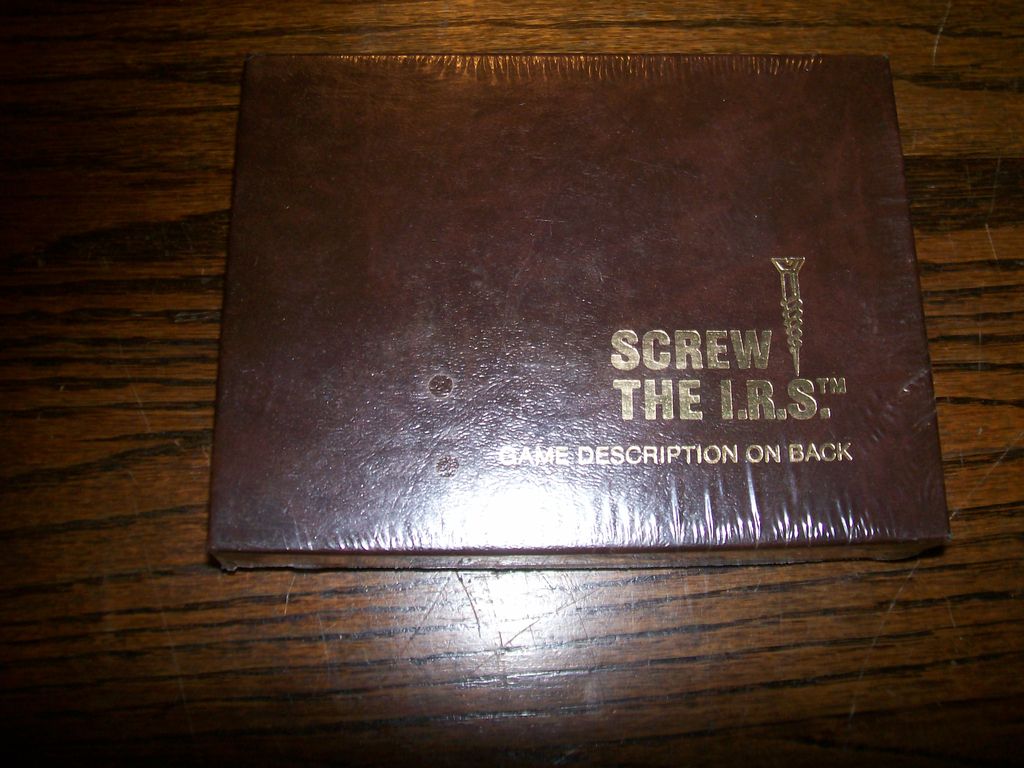 SCREW
THE I.R.S.™
GAME DESCRIPTION ON BACK